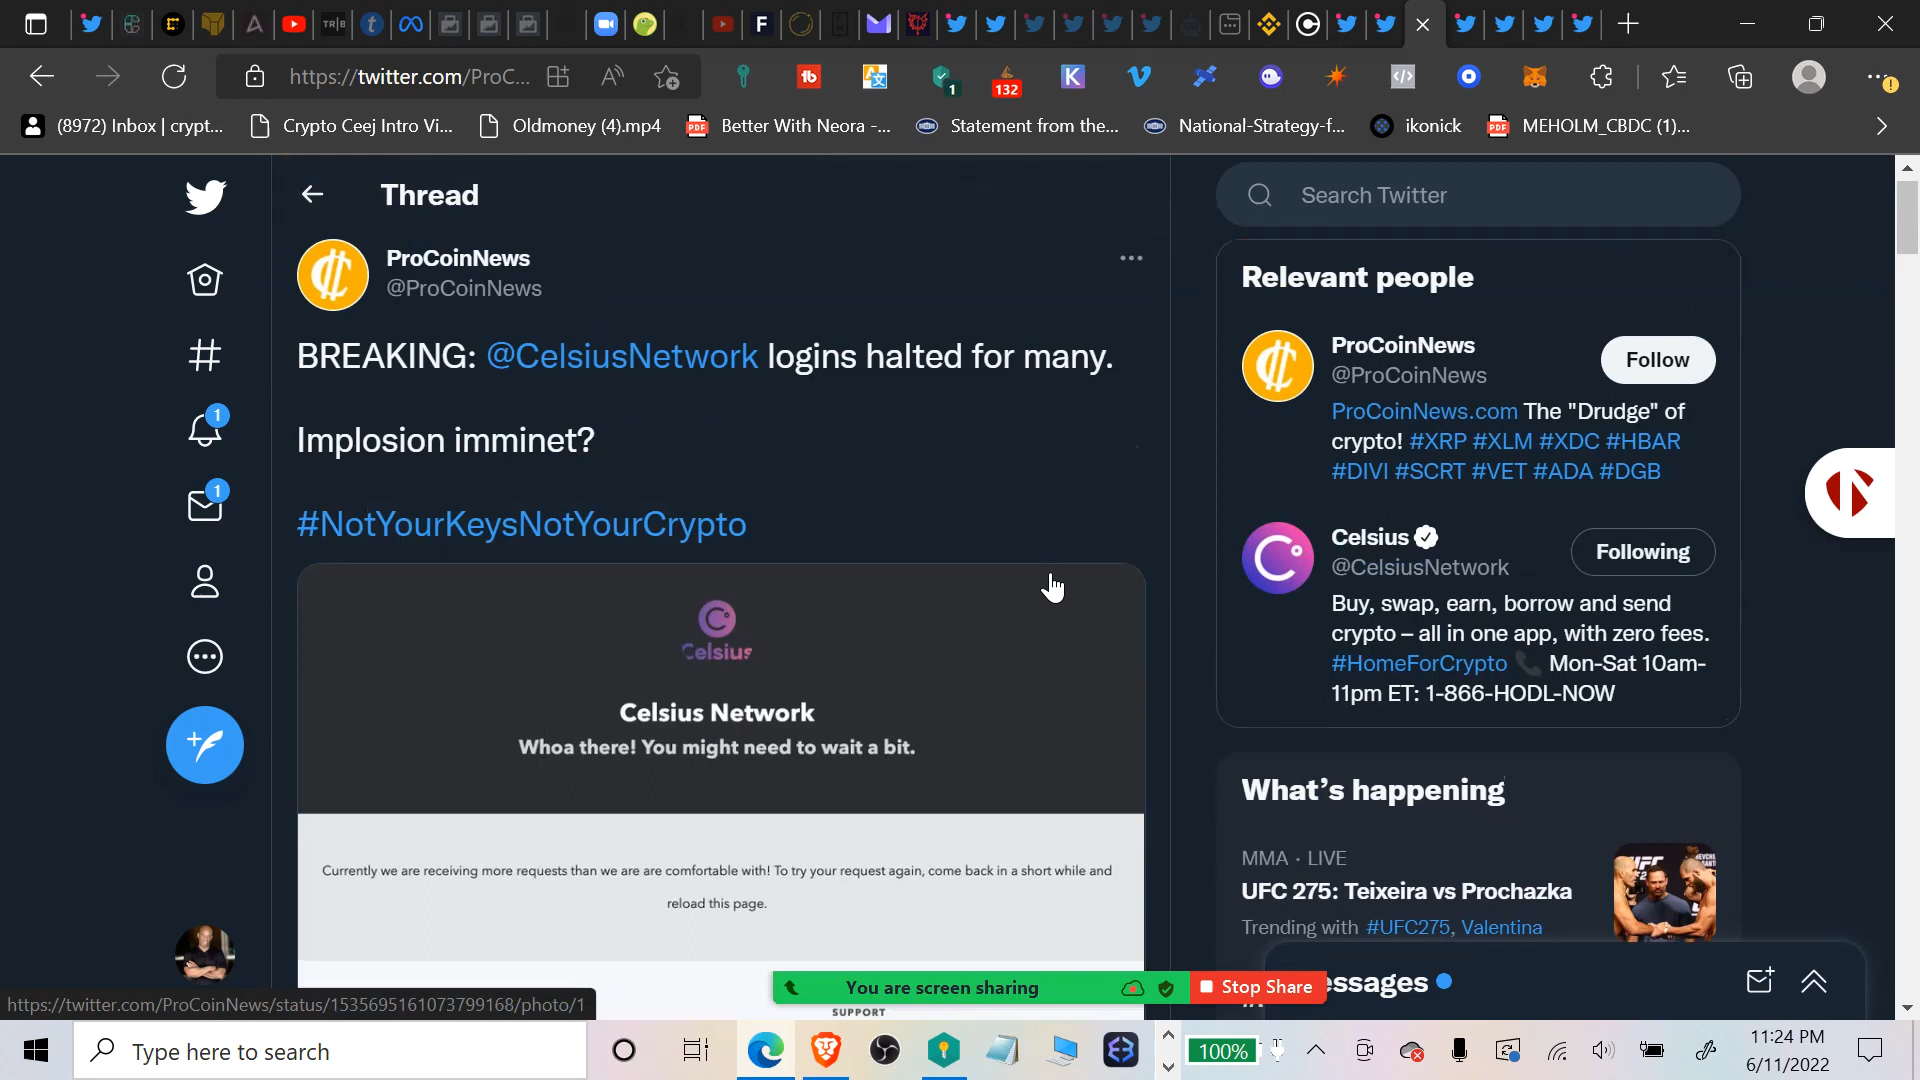 TR|B
https://twitter.com/ProC...
1
132
(8972) Inbox | crypt...
Crypto Ceej Intro Vi...
Oldmoney (4).mp4
Better With Neora -...
Statement from the...
National-Strategy-f...
ikonick
MEHOLM_CBDC (1)...
Thread
Search Twitter
ProCoinNews
@ProCoinNews
BREAKING: @CelsiusNetwork logins halted for many.
Implosion imminet?
#NotYourKeysNotYourCrypto
Celsius
Celsius Network
Whoa there! You might need to wait a bit.
Currently we are receiving more requests than we are are comfortable with! To try your request again, come back in a short while and
reload this page.
SUPPORT
1
1
Relevant people
ProCoinNews
@ProCoinNews
Follow
ProCoinNews.com The "Drudge" of
crypto! #XRP #XLM #XDC #HBAR
#DIVI #SCRT #VET #ADA #DGB
Celsius
@CelsiusNetwork
Following
Buy, swap, earn, borrow and send
crypto – all in one app, with zero fees.
#HomeForCrypto 📞 Mon-Sat 10am-
11pm ET: 1-866-HODL-NOW
What's happening
MMA · LIVE
UFC 275: Teixeira vs Prochazka
Trending with #UFC275, Valentina
essages
You are screen sharing
Stop Share
https://twitter.com/ProCoinNews/status/1535695161073799168/photo/1
Type here to search
100%
11:24 PM
6/11/2022